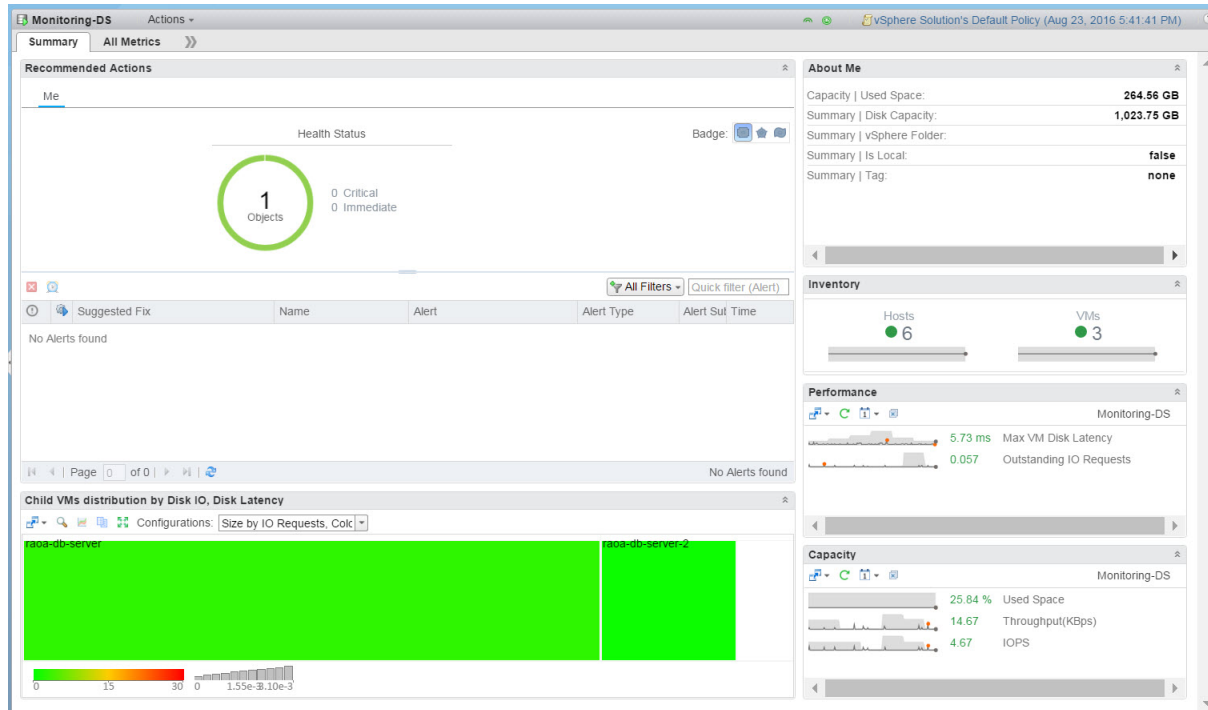 Monitoring-DS Actions vSphere Solution's Default Policy (Aug 23, 2016 5:41:41 PM)
Summary All Metrics
Recommended Actions
Me
Health Status
Badge:
1
Objects
0 Critical
0 Immediate
All Filters Quick filter (Alert)
Suggested Fix Name Alert Alert Type Alert Sul Time
No Alerts found
Page 0 of 0 No Alerts found
Child VMs distribution by Disk IO, Disk Latency
Configurations: Size by IO Requests, Colc
raoa-db-server raoa-db-server-2
0 15 30 0 1.55e-3 3.10e-3
About Me
Capacity | Used Space: 264.56 GB
Summary | Disk Capacity: 1,023.75 GB
Summary | vSphere Folder:
Summary | Is Local: false
Summary | Tag: none
Inventory
Hosts VMs
6 3
Performance
Monitoring-DS
5.73 ms Max VM Disk Latency
0.057 Outstanding IO Requests
Capacity
Monitoring-DS
25.84 % Used Space
14.67 Throughput(KBps)
4.67 IOPS